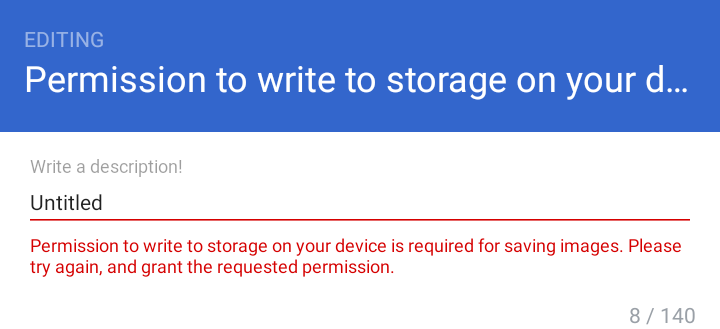 EDITING
Permission to write to storage on your d...
Write a description!
Untitled
Permission to write to storage on your device is required for saving images. Please
try again, and grant the requested permission.
8 / 140